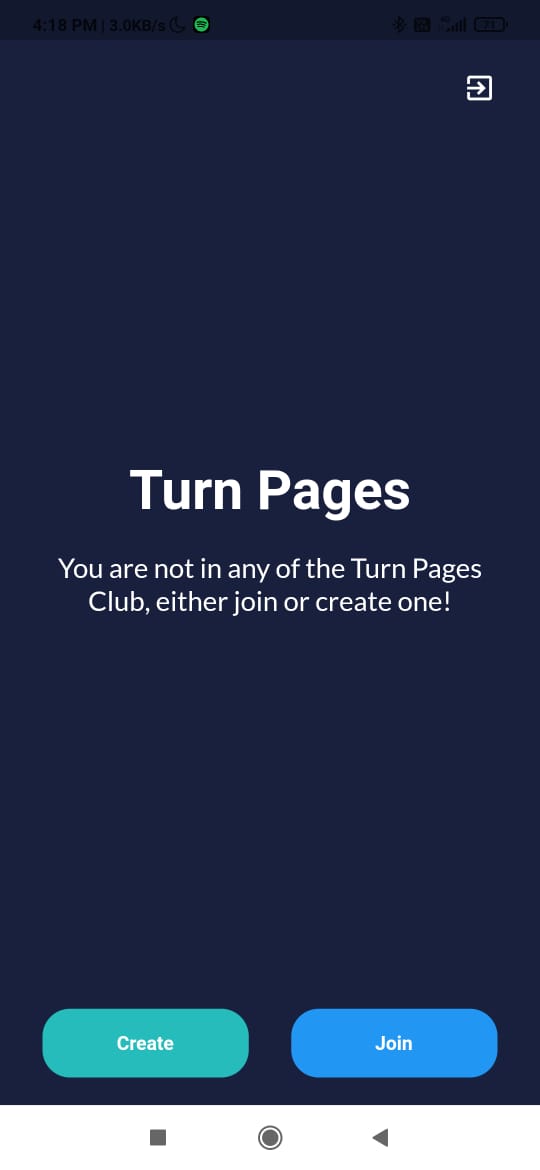 4:18 PM | 3.0KB/s
71
Turn Pages
You are not in any of the Turn Pages
Club, either join or create one!
Create
Join